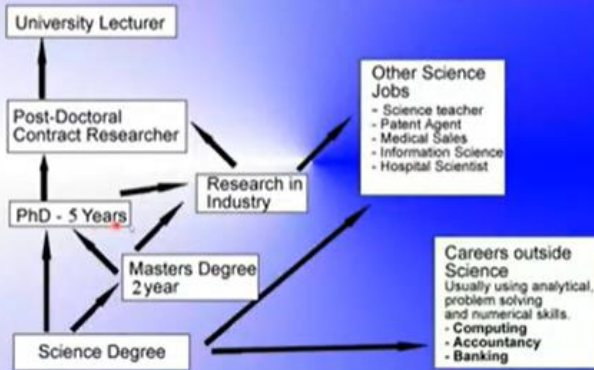 University Lecturer
Post-Doctoral
Contract Researcher
Other Science
Jobs
- Science teacher
- Patent Agent
- Medical Sales
- Information Science
- Hospital Scientist
Research in
Industry
PhD - 5 Years
Masters Degree
2 year
Science Degree
Careers outside
Science
Usually using analytical,
problem solving
and numerical skills.
- Computing
- Accountancy
- Banking